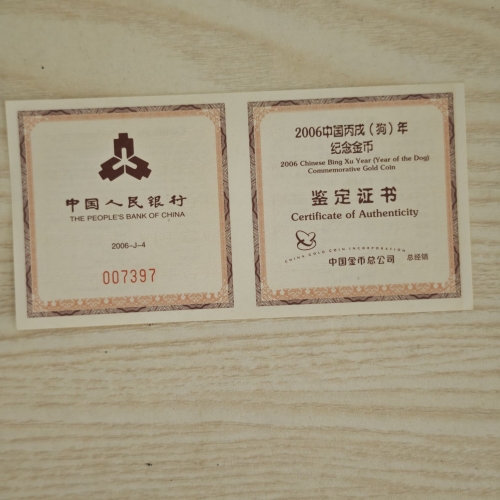 中国人民银行
THE PEOPLE'S BANK OF CHINA
2006-J-4
007397
2006中国丙戌（狗）年
纪念金币
2006 Chinese Bing Xu Year (Year of the Dog)
Commemorative Gold Coin
鉴定证书
Certificate of Authenticity
CHINA GOLD COIN INCORPORATION
中国金币总公司 总经销